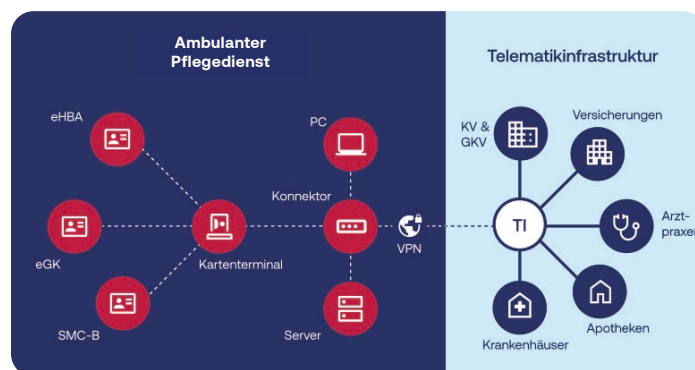 Ambulanter
Pflegedienst
Telematikinfrastruktur
eHBA
PC
KV &
GKV
Versicherungen
Konnektor
TI
Arzt-
praxen
eGK
Kartenterminal
VPN
SMC-B
Server
Apotheken
Krankenhäuser